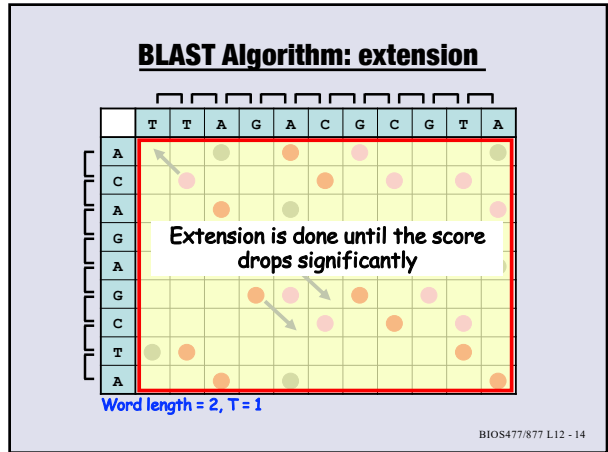 BLAST Algorithm: extension
T T A G A C G C G T A
A
C
A
G
Extension is done until the score
drops significantly
A
G
C
T
A
Word length = 2, T = 1
BIOS477/877 L12 - 14